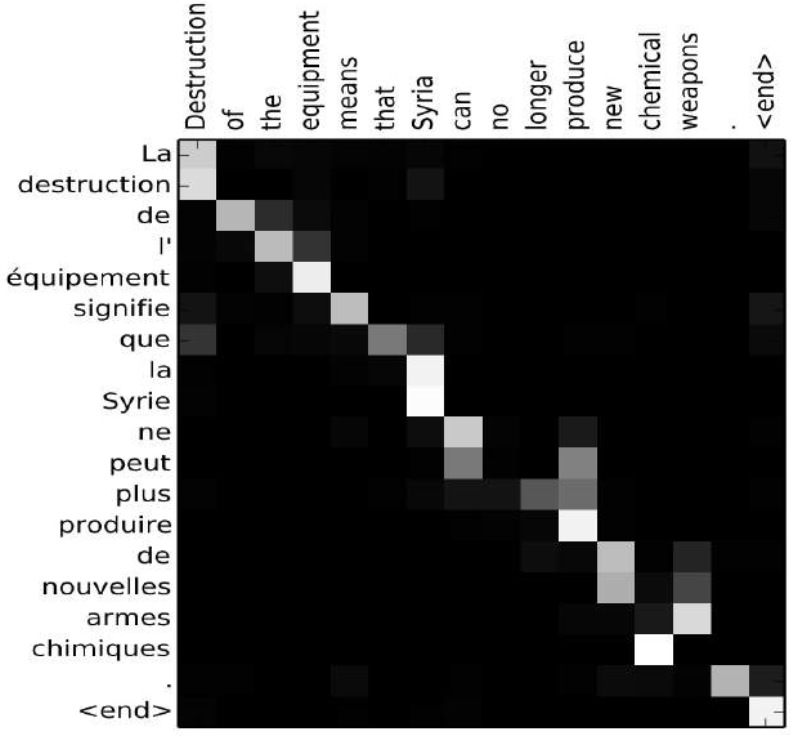 Destruction
of
the
equipment
means
that
Syria
can
no
longer
produce
new
chemical
weapons
.
<end>
La
destruction
de
l'
équipement
signifie
que
la
Syrie
ne
peut
plus
produire
de
nouvelles
armes
chimiques
.
<end>